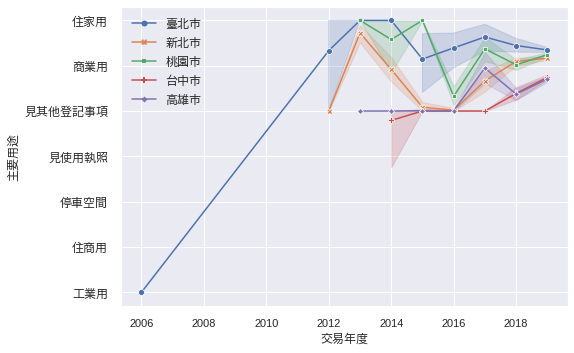 住家用
商業用
見其他登記事項
見使用執照
停車空間
住商用
工業用
主要用途
臺北市
新北市
桃園市
台中市
高雄市
2006 2008 2010 2012 2014 2016 2018
交易年度